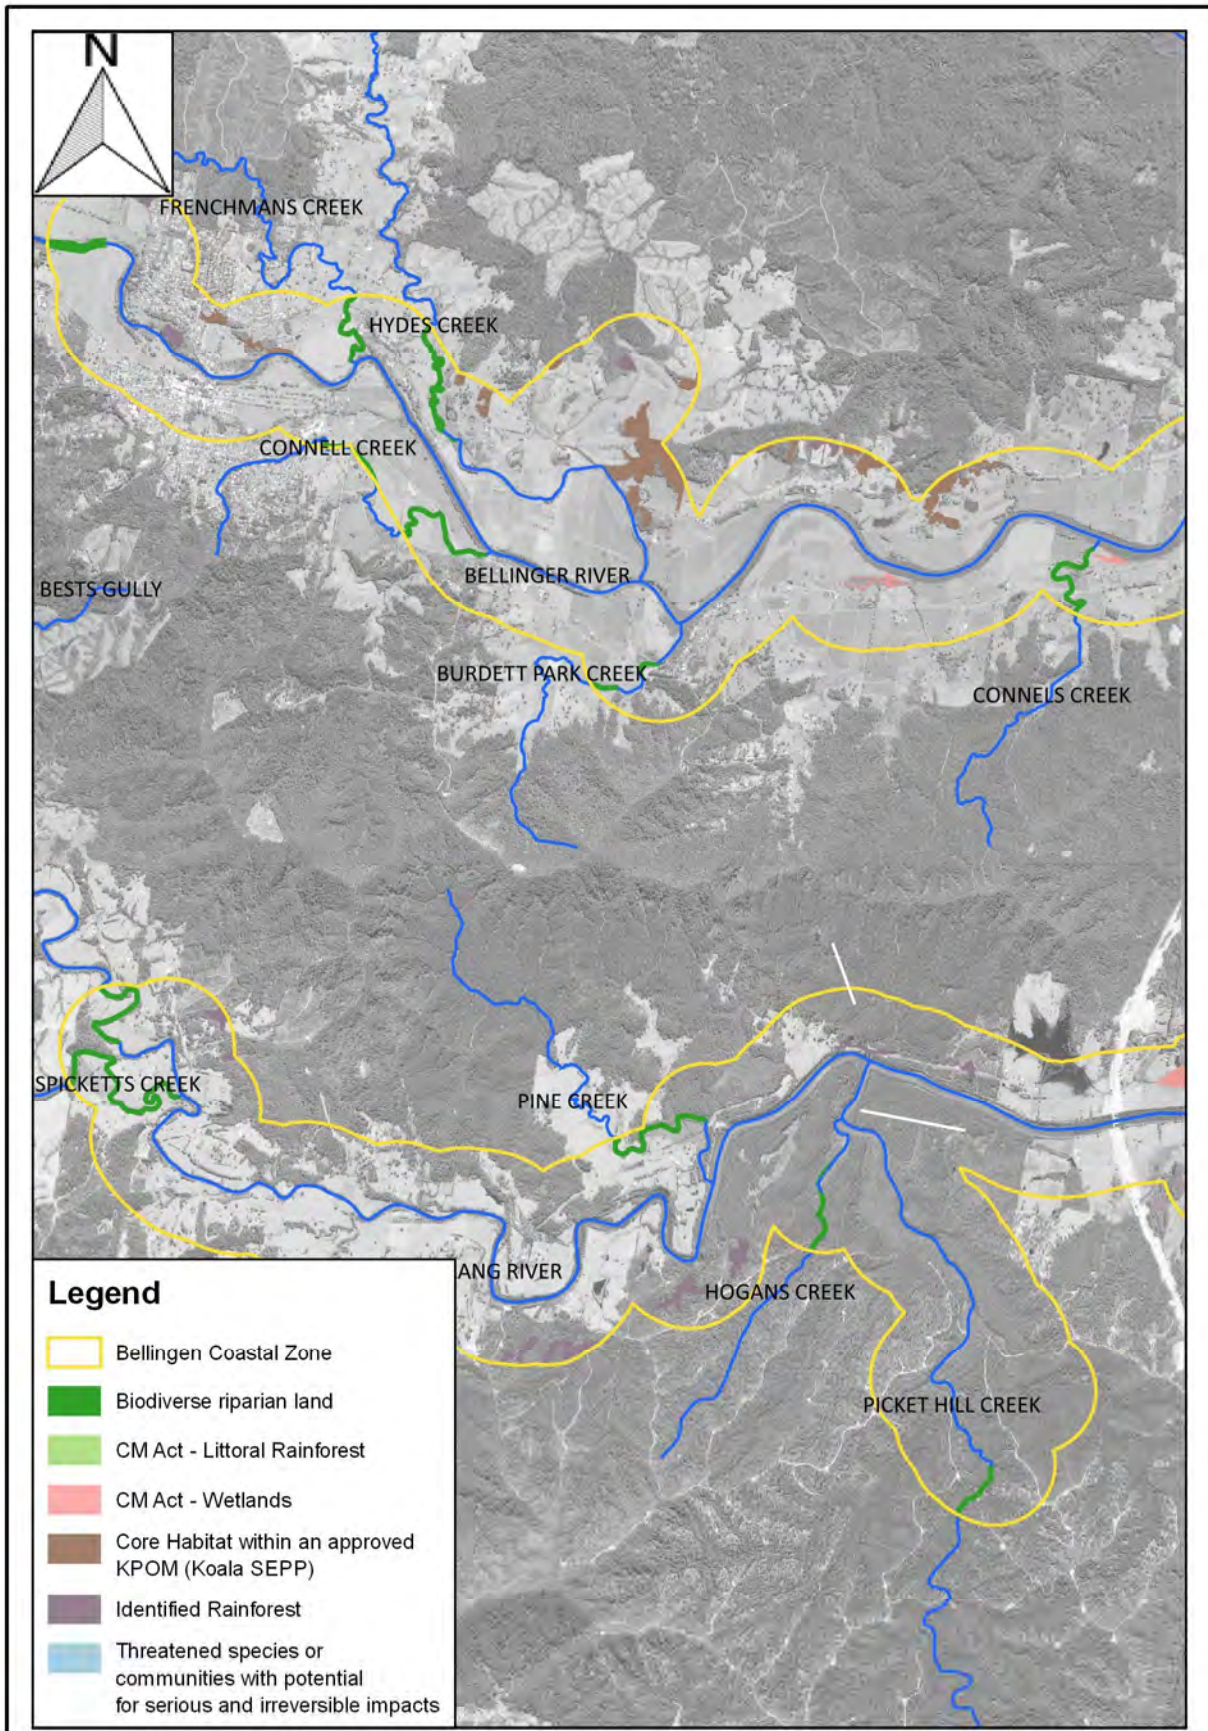 N
FRENCHMANS CREEK
HYDES CREEK
CONNELL CREEK
BELLINGER RIVER
BESTS GULLY
BURDETT PARK CREEK
CONNELS CREEK
SPICKETTS CREEK
PINE CREEK
ANG RIVER
HOGANS CREEK
PICKET HILL CREEK
Legend
Bellingen Coastal Zone
Biodiverse riparian land
CM Act - Littoral Rainforest
CM Act - Wetlands
Core Habitat within an approved
KPOM (Koala SEPP)
Identified Rainforest
Threatened species or
communities with potential
for serious and irreversible impacts